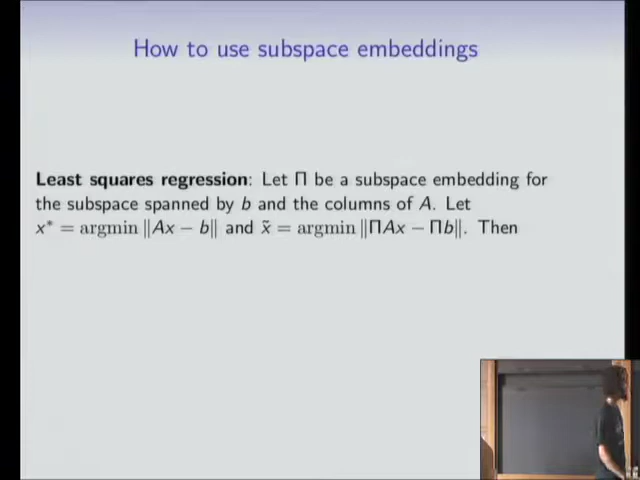 How to use subspace embeddings
Least squares regression: Let Π be a subspace embedding for
the subspace spanned by b and the columns of A. Let
x* = argmin ‖Ax − b‖ and x̃ = argmin ‖ΠAx − Πb‖. Then